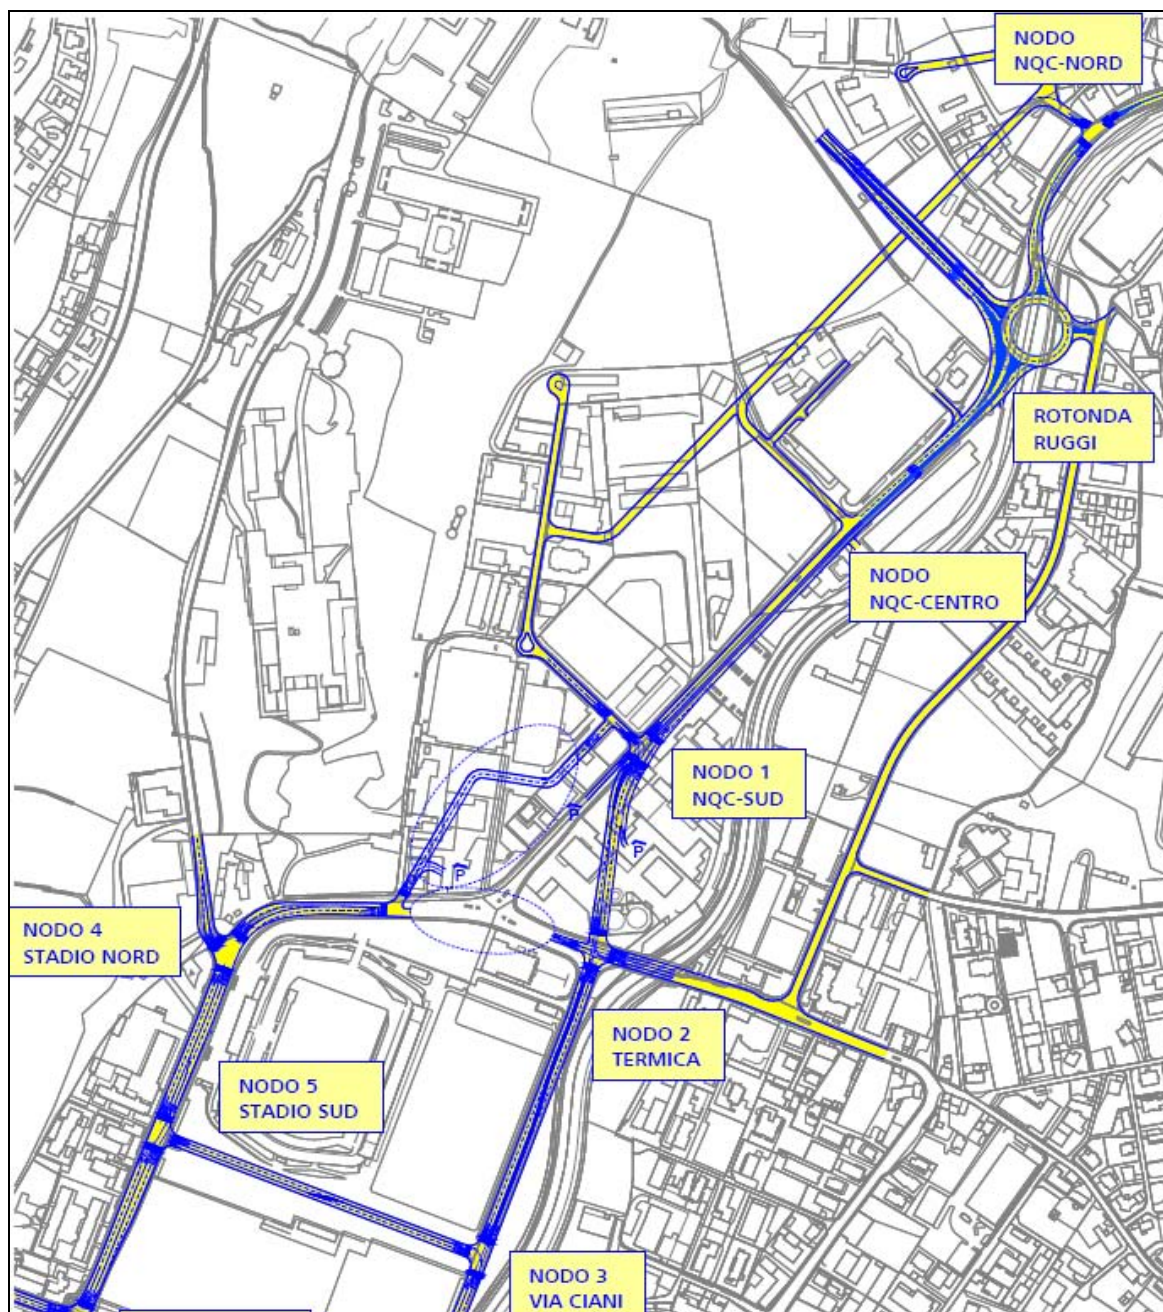 NODO
NQC-NORD
ROTONDA
RUGGI
NODO
NQC-CENTRO
NODO 1
NQC-SUD
P
P
P
NODO 4
STADIO NORD
NODO 2
TERMICA
NODO 5
STADIO SUD
NODO 3
VIA CIANI